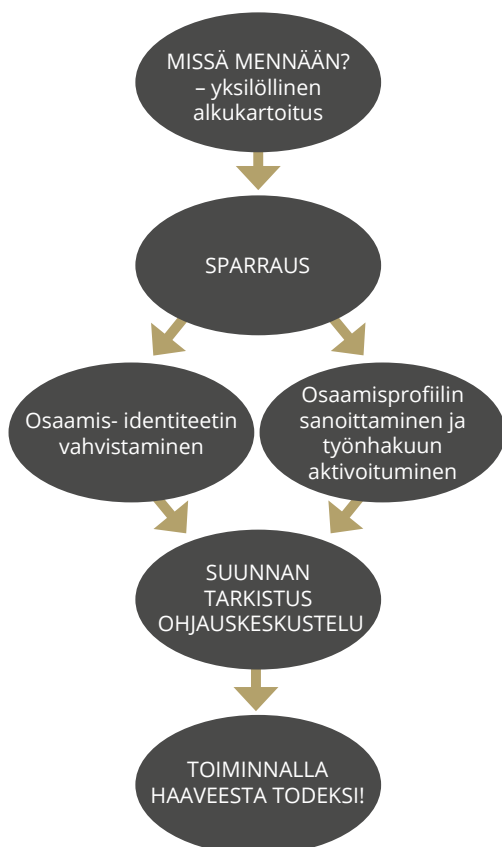 MISSÄ MENNÄÄN?
– yksilöllinen
alkukartoitus
SPARRAUS
Osaamis- identiteetin
vahvistaminen
Osaamisprofiilin
sanoittaminen ja
työnhakuun
aktivoituminen
SUUNNAN
TARKISTUS
OHJAUSKESKUSTELU
TOIMINNALLA
HAAVEESTA TODEKSI!